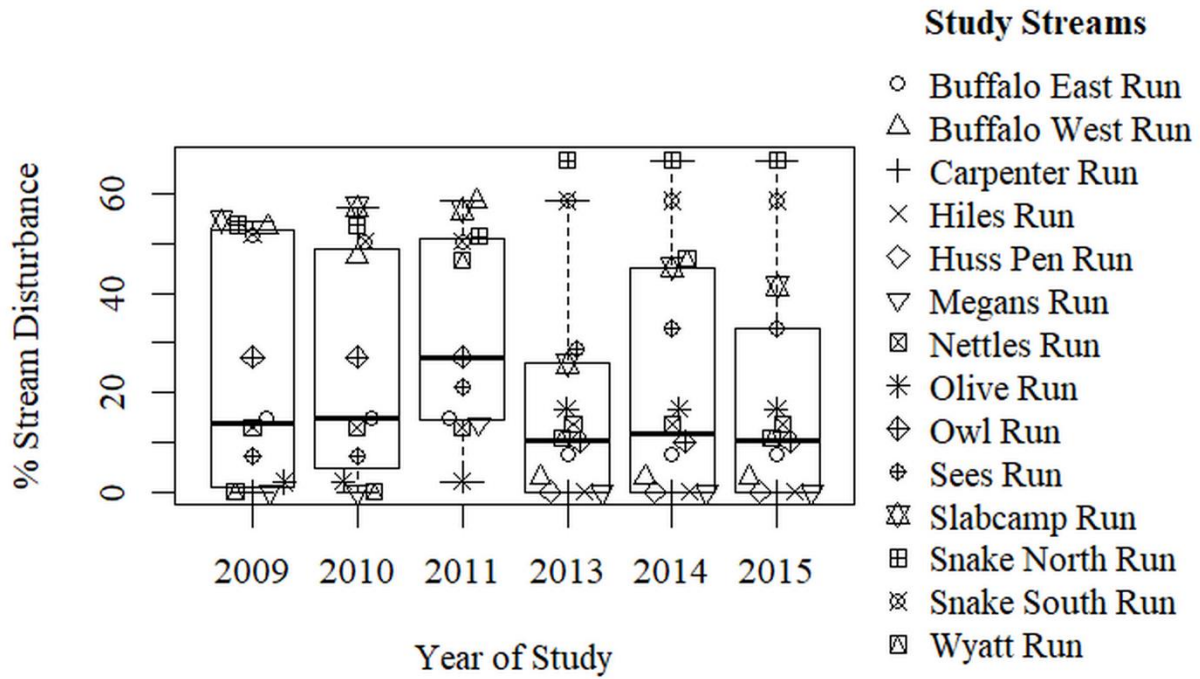 Study Streams
Buffalo East Run
Buffalo West Run
Carpenter Run
Hiles Run
Huss Pen Run
Megans Run
Nettles Run
Olive Run
Owl Run
Sees Run
Slabcamp Run
Snake North Run
Snake South Run
Wyatt Run
% Stream Disturbance
60
40
20
0
2009 2010 2011 2013 2014 2015
Year of Study